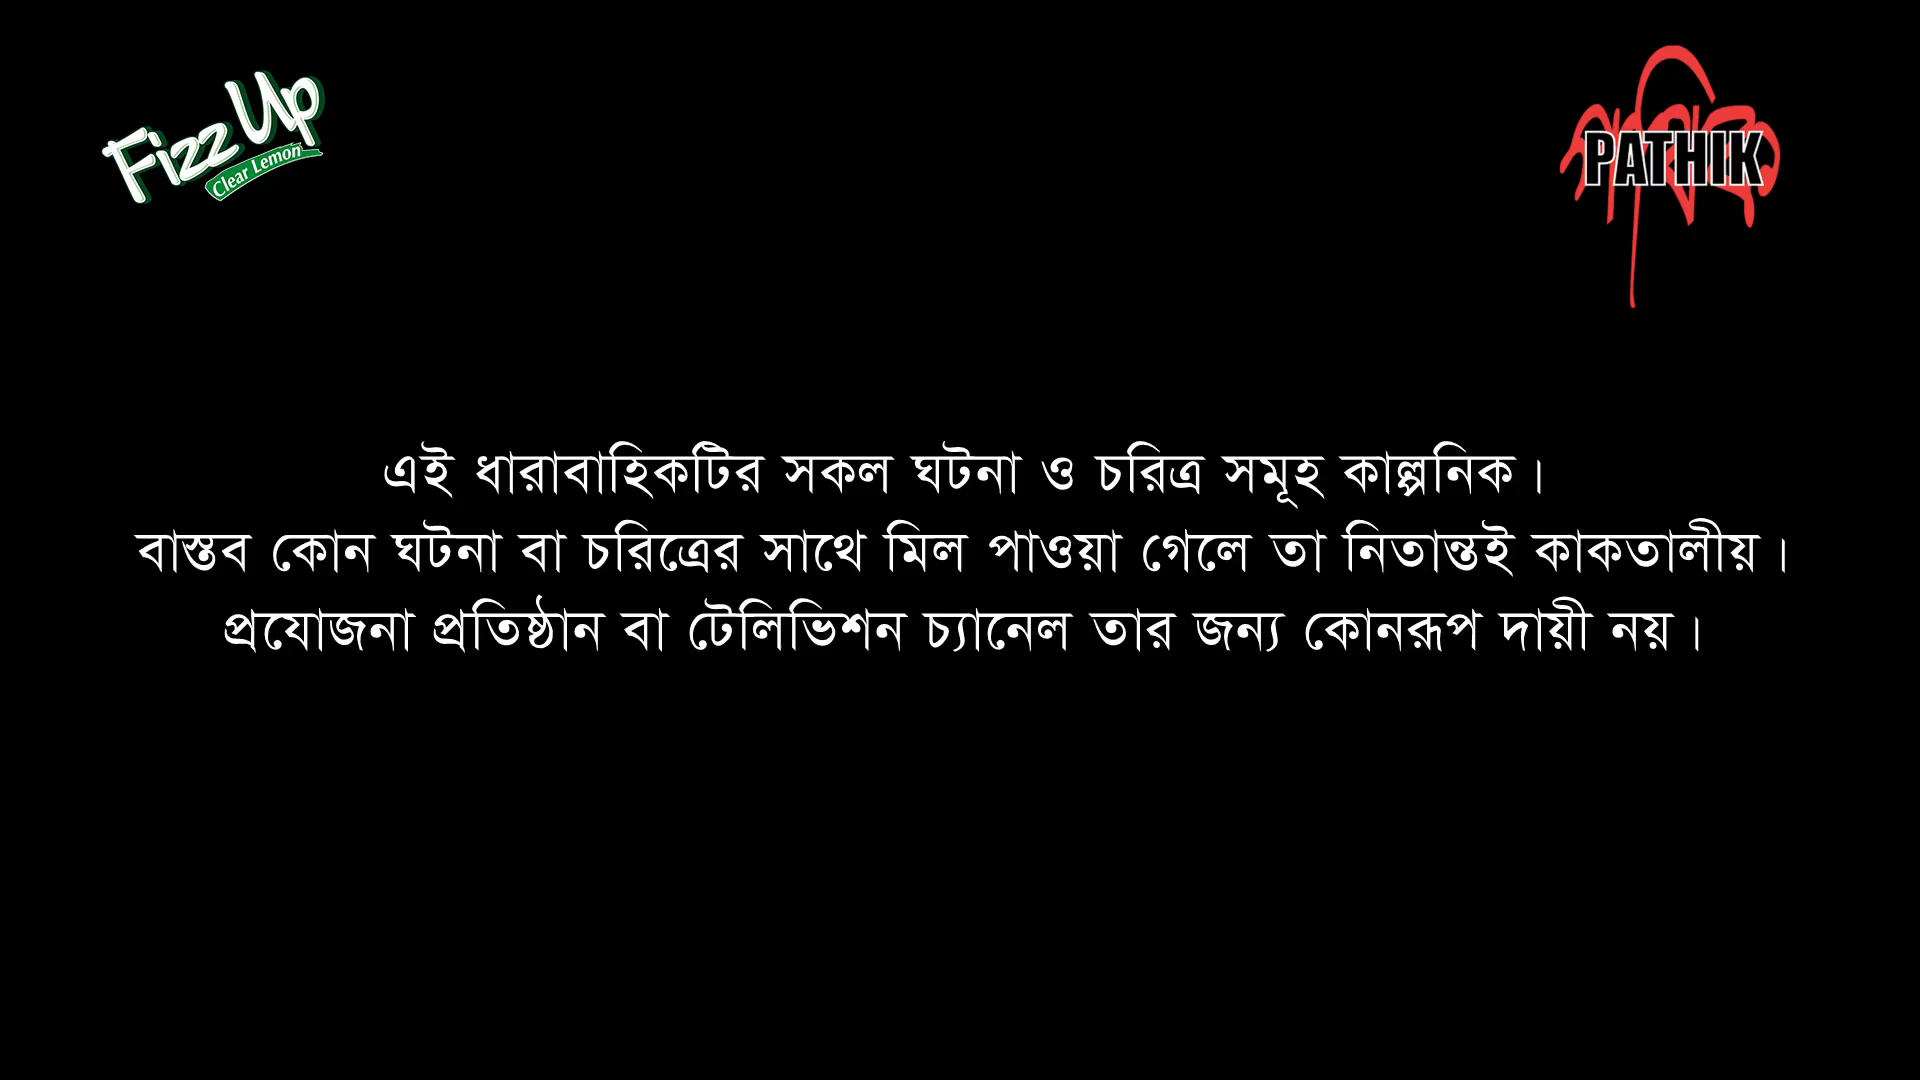 Fizz Up
Clear Lemon
পথিক
PATHIK
এই ধারাবাহিকটির সকল ঘটনা ও চরিত্র সমূহ কাল্পনিক।
বাস্তব কোন ঘটনা বা চরিত্রের সাথে মিল পাওয়া গেলে তা নিতান্তই কাকতালীয়।
প্রযোজনা প্রতিষ্ঠান বা টেলিভিশন চ্যানেল তার জন্য কোনরূপ দায়ী নয়।